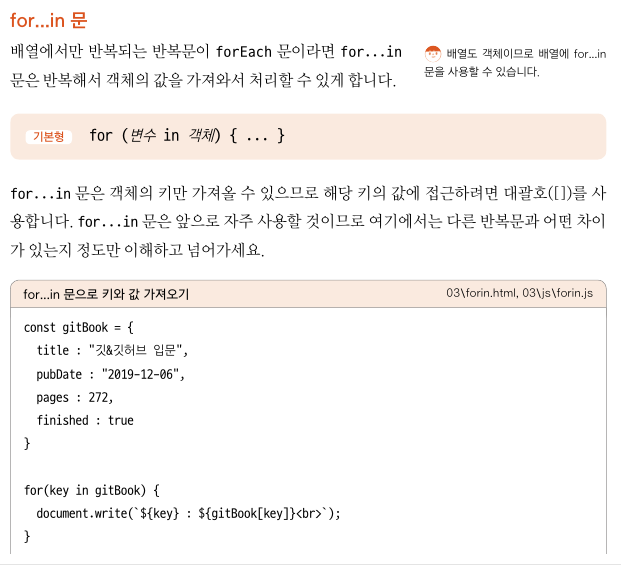 for...in 문
배열에서만 반복되는 반복문이 forEach 문이라면 for...in
문은 반복해서 객체의 값을 가져와서 처리할 수 있게 합니다.
배열도 객체이므로 배열에 for...in
문을 사용할 수 있습니다.
기본형 for (변수 in 객체) { ... }
for...in 문은 객체의 키만 가져올 수 있으므로 해당 키의 값에 접근하려면 대괄호([])를 사
용합니다. for...in 문은 앞으로 자주 사용할 것이므로 여기에서는 다른 반복문과 어떤 차이
가 있는지 정도만 이해하고 넘어가세요.
for...in 문으로 키와 값 가져오기 03\forin.html, 03\js\forin.js
const gitBook = {
title : "깃&깃허브 입문",
pubDate : "2019-12-06",
pages : 272,
finished : true
}
for(key in gitBook) {
document.write(`${key} : ${gitBook[key]}<br>`);
}